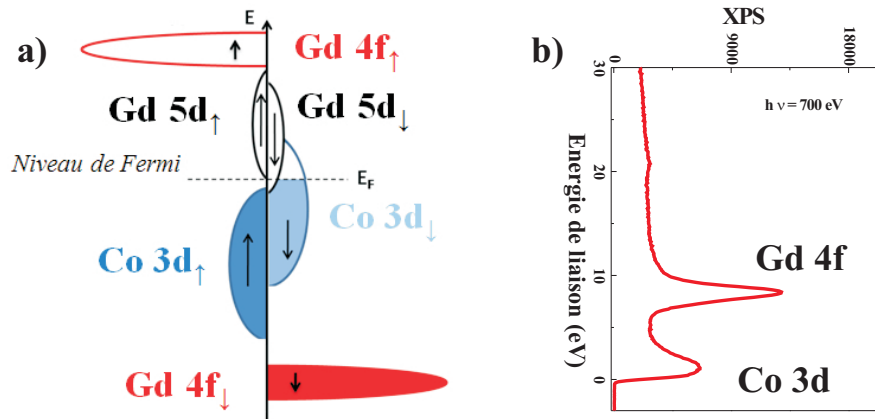 a)
E
Gd 4f↑
Gd 5d↑
Gd 5d↓
Niveau de Fermi
E_F
Co 3d↓
Co 3d↑
Gd 4f↓
b)
XPS
0
9000
18000
h ν = 700 eV
Energie de liaison (eV)
30
20
10
0
Gd 4f
Co 3d